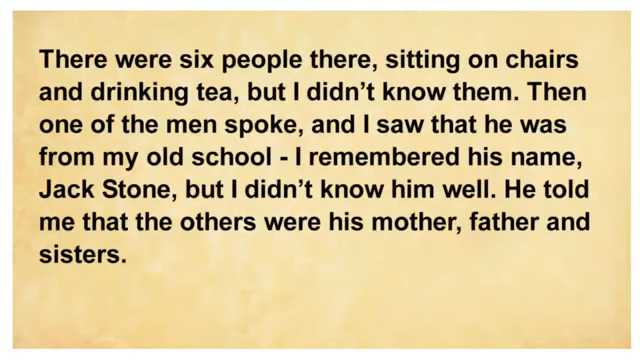 There were six people there, sitting on chairs
and drinking tea, but I didn’t know them. Then
one of the men spoke, and I saw that he was
from my old school - I remembered his name,
Jack Stone, but I didn’t know him well. He told
me that the others were his mother, father and
sisters.